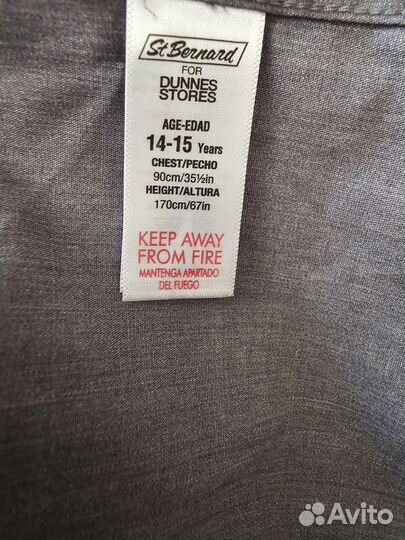 St Bernard
FOR
DUNNES
STORES
AGE-EDAD
14-15 Years
CHEST/PECHO
90cm/35½in
HEIGHT/ALTURA
170cm/67in
KEEP AWAY
FROM FIRE
MANTENGA APARTADO
DEL FUEGO
Avito